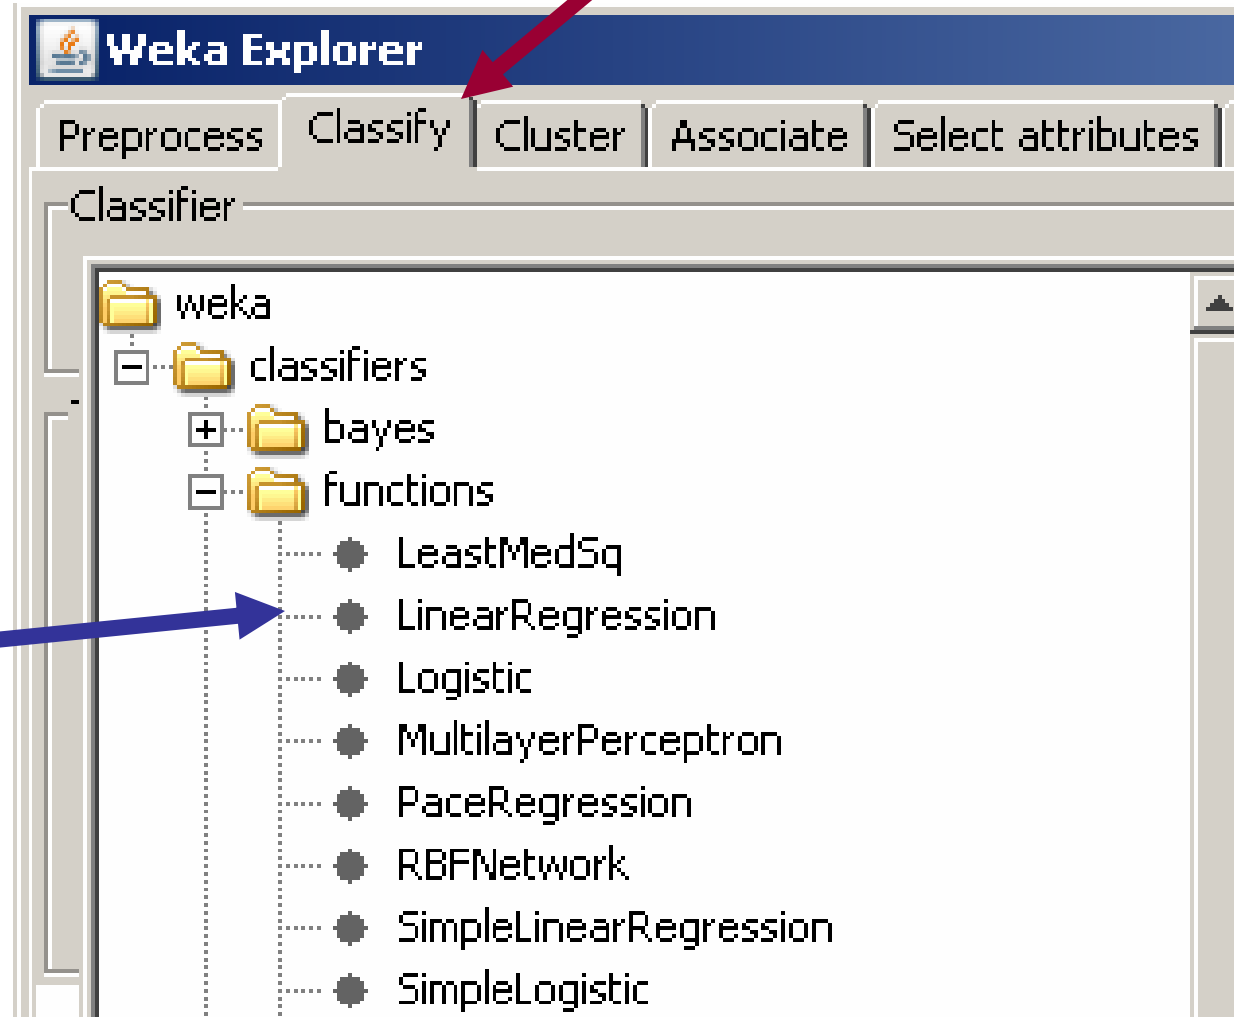 Weka Explorer
Preprocess Classify Cluster Associate Select attributes
Classifier
weka
classifiers
bayes
functions
LeastMedSq
LinearRegression
Logistic
MultilayerPerceptron
PaceRegression
RBFNetwork
SimpleLinearRegression
SimpleLogistic